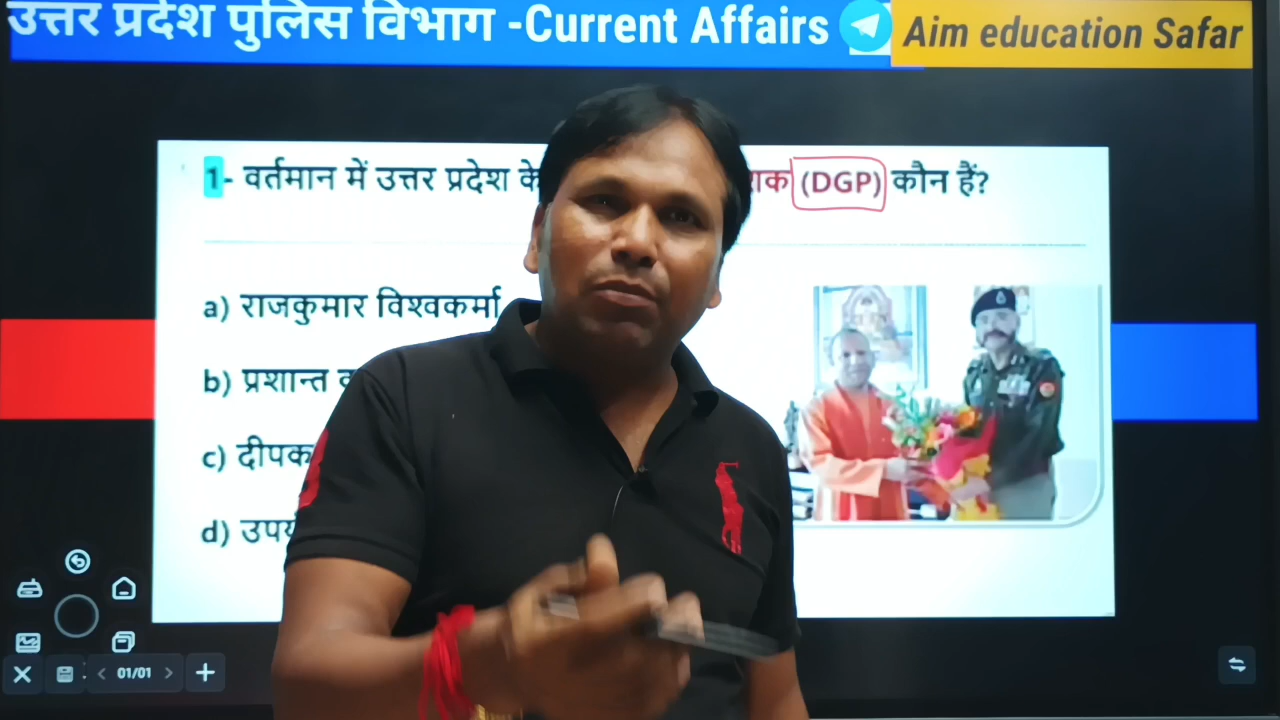 उत्तर प्रदेश पुलिस विभाग -Current Affairs Aim education Safar
1- वर्तमान में उत्तर प्रदेश के (DGP) कौन हैं?
a) राजकुमार विश्वकर्मा
b) प्रशान्त
c) दीपक
d)
01/01